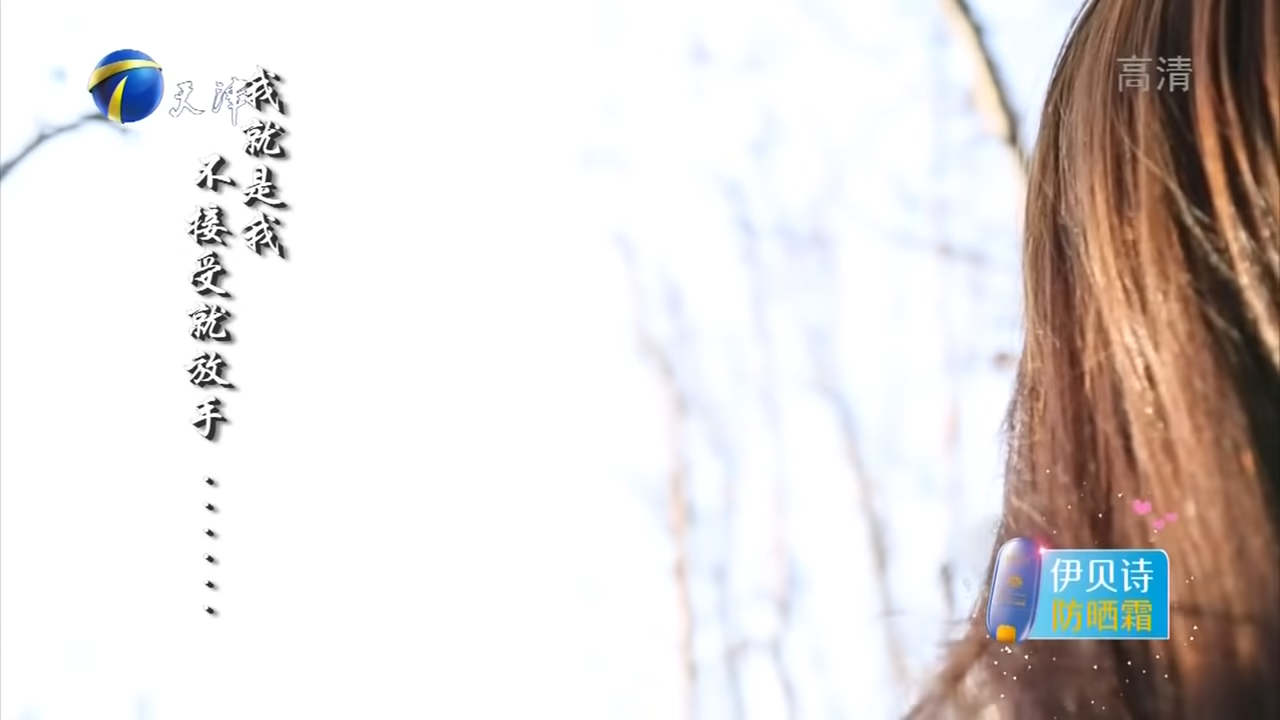 天津
高清
我就是我
不接受就放手
······
伊贝诗
防晒霜